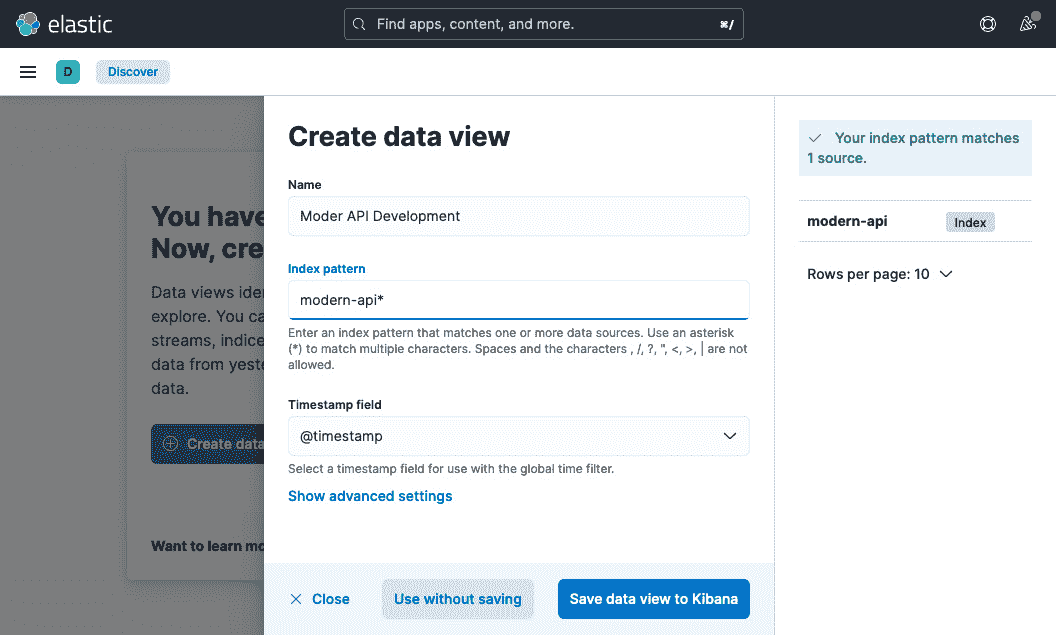 elastic
Find apps, content, and more.
⌘/
D
Discover
You have
Now, cre
Data views iden
explore. You ca
streams, indice
data from yeste
data.
Create data
Want to learn mo
Create data view
Name
Moder API Development
Index pattern
modern-api*
Enter an index pattern that matches one or more data sources. Use an asterisk
(*) to match multiple characters. Spaces and the characters , /, ?, ", <, >, | are not
allowed.
Timestamp field
@timestamp
Select a timestamp field for use with the global time filter.
Show advanced settings
Close
Use without saving
Save data view to Kibana
Your index pattern matches
1 source.
modern-api
Index
Rows per page: 10